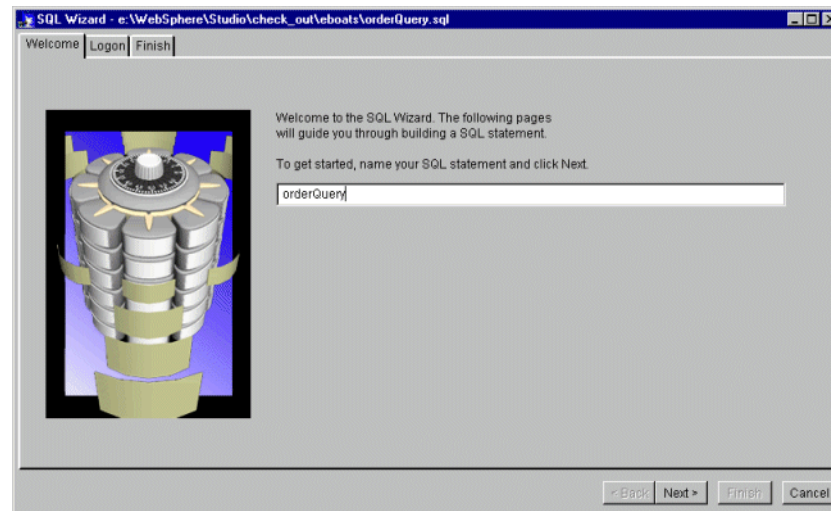 SQL Wizard - e:\WebSphere\Studio\check_out\eboats\orderQuery.sql
Welcome Logon Finish
Welcome to the SQL Wizard. The following pages
will guide you through building a SQL statement.
To get started, name your SQL statement and click Next.
orderQuery
< Back Next > Finish Cancel